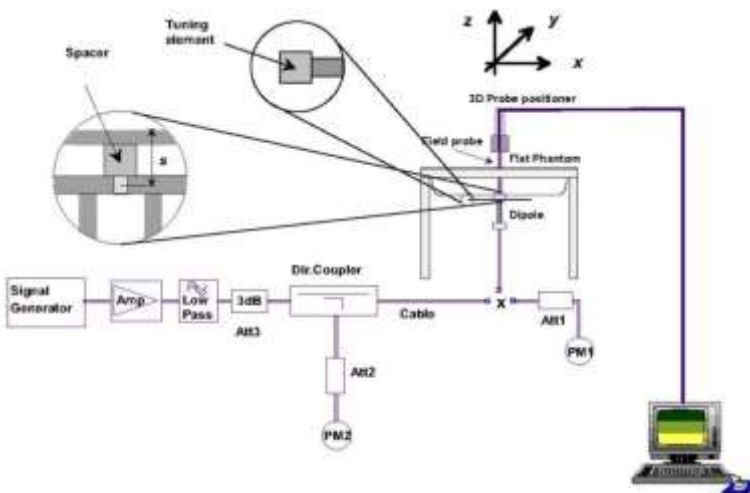 Tuning
element
Spacer
s
z
y
x
3D Probe positioner
Field probe
Flat Phantom
Dipole
Signal
Generator
Amp
Low
Pass
3dB
Att3
Dir.Coupler
Cable
X
Att1
PM1
Att2
PM2